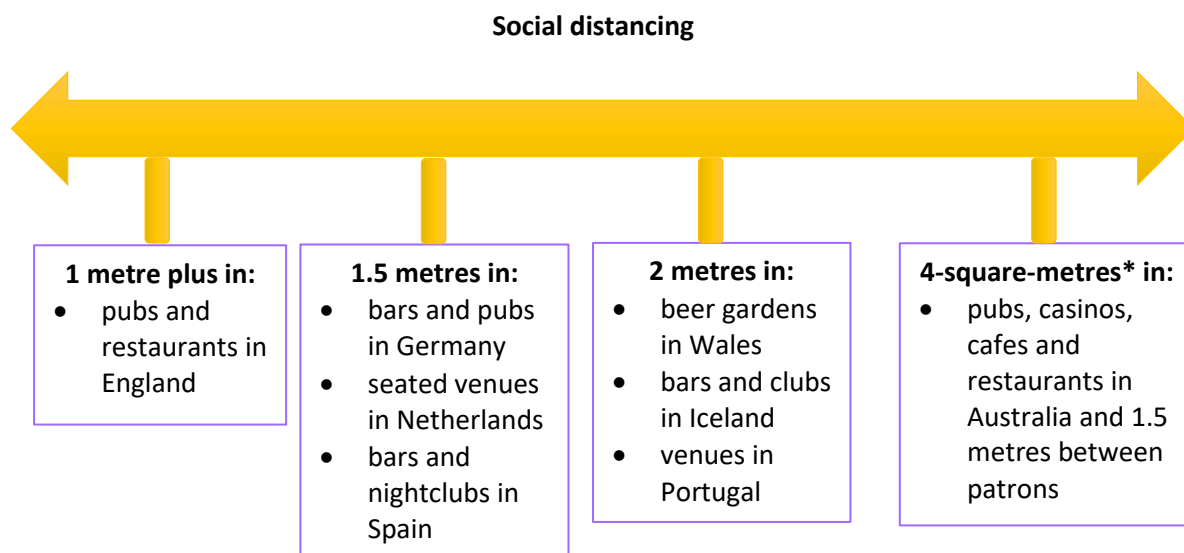 Social distancing
1 metre plus in:
• pubs and
restaurants in
England
1.5 metres in:
• bars and pubs
in Germany
• seated venues
in Netherlands
• bars and
nightclubs in
Spain
2 metres in:
• beer gardens
in Wales
• bars and clubs
in Iceland
• venues in
Portugal
4-square-metres* in:
• pubs, casinos,
cafes and
restaurants in
Australia and 1.5
metres between
patrons